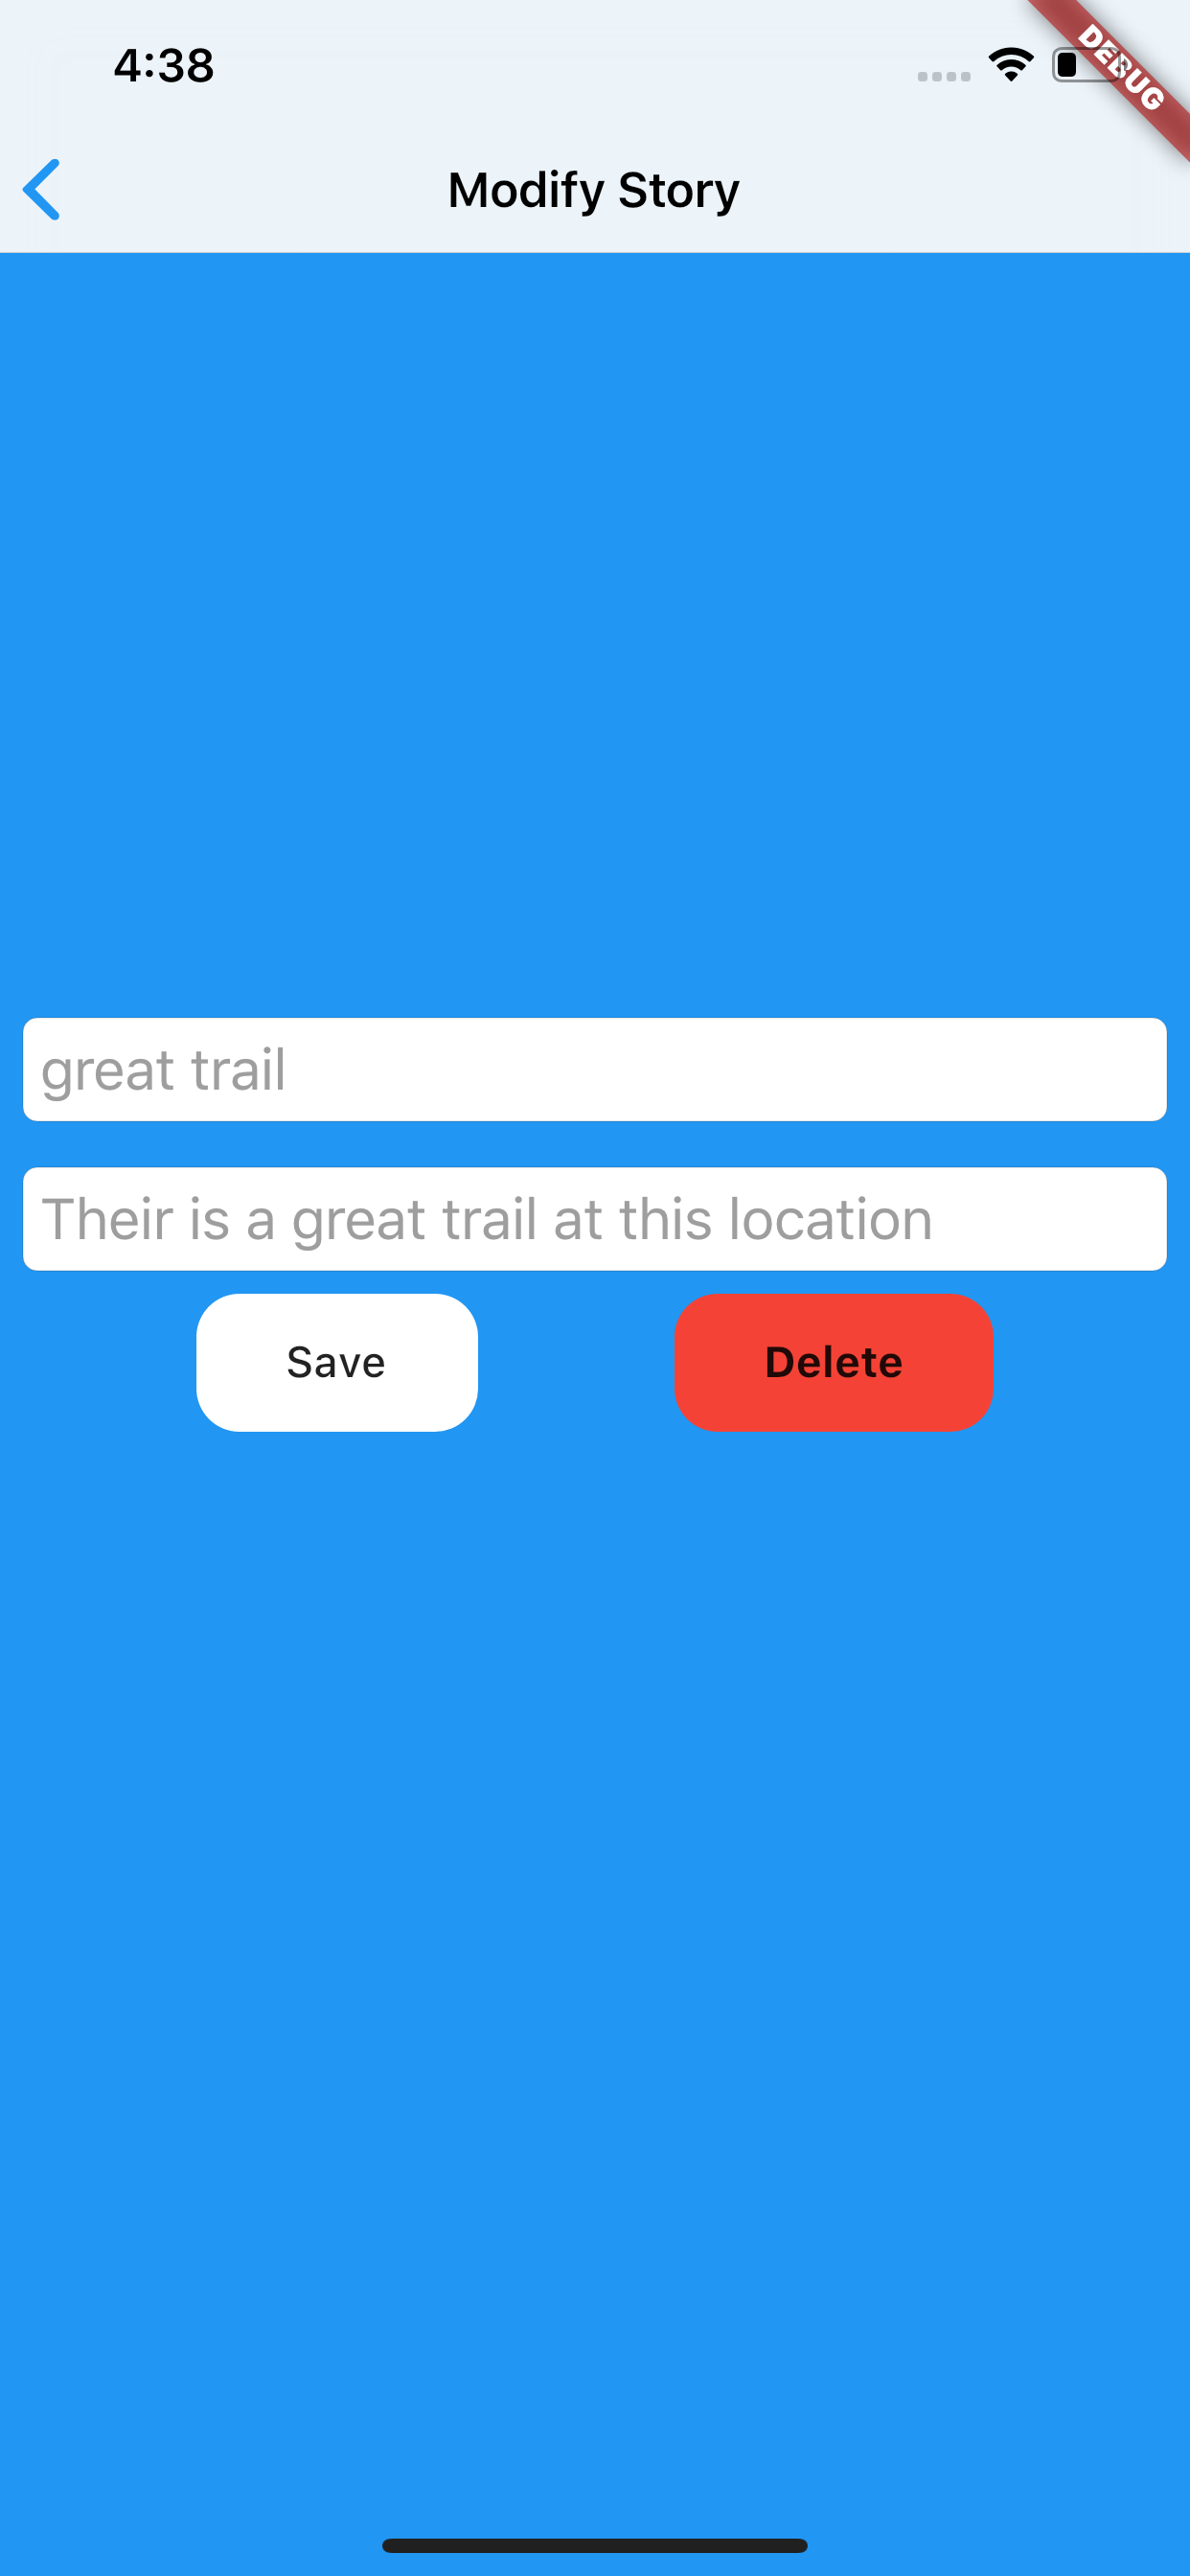 4:38
DEBUG
Modify Story
great trail
Their is a great trail at this location
Save
Delete